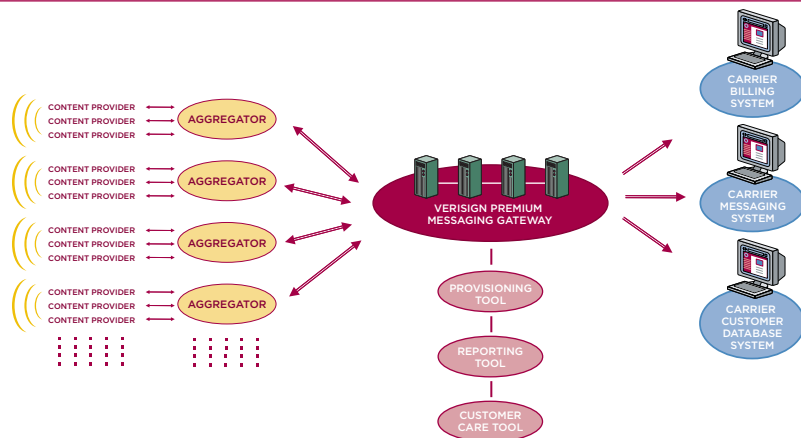 CONTENT PROVIDER
CONTENT PROVIDER
CONTENT PROVIDER
AGGREGATOR
CONTENT PROVIDER
CONTENT PROVIDER
CONTENT PROVIDER
AGGREGATOR
CONTENT PROVIDER
CONTENT PROVIDER
CONTENT PROVIDER
AGGREGATOR
CONTENT PROVIDER
CONTENT PROVIDER
CONTENT PROVIDER
AGGREGATOR
VERISIGN PREMIUM
MESSAGING GATEWAY
PROVISIONING
TOOL
REPORTING
TOOL
CUSTOMER
CARE TOOL
CARRIER
BILLING
SYSTEM
CARRIER
MESSAGING
SYSTEM
CARRIER
CUSTOMER
DATABASE
SYSTEM